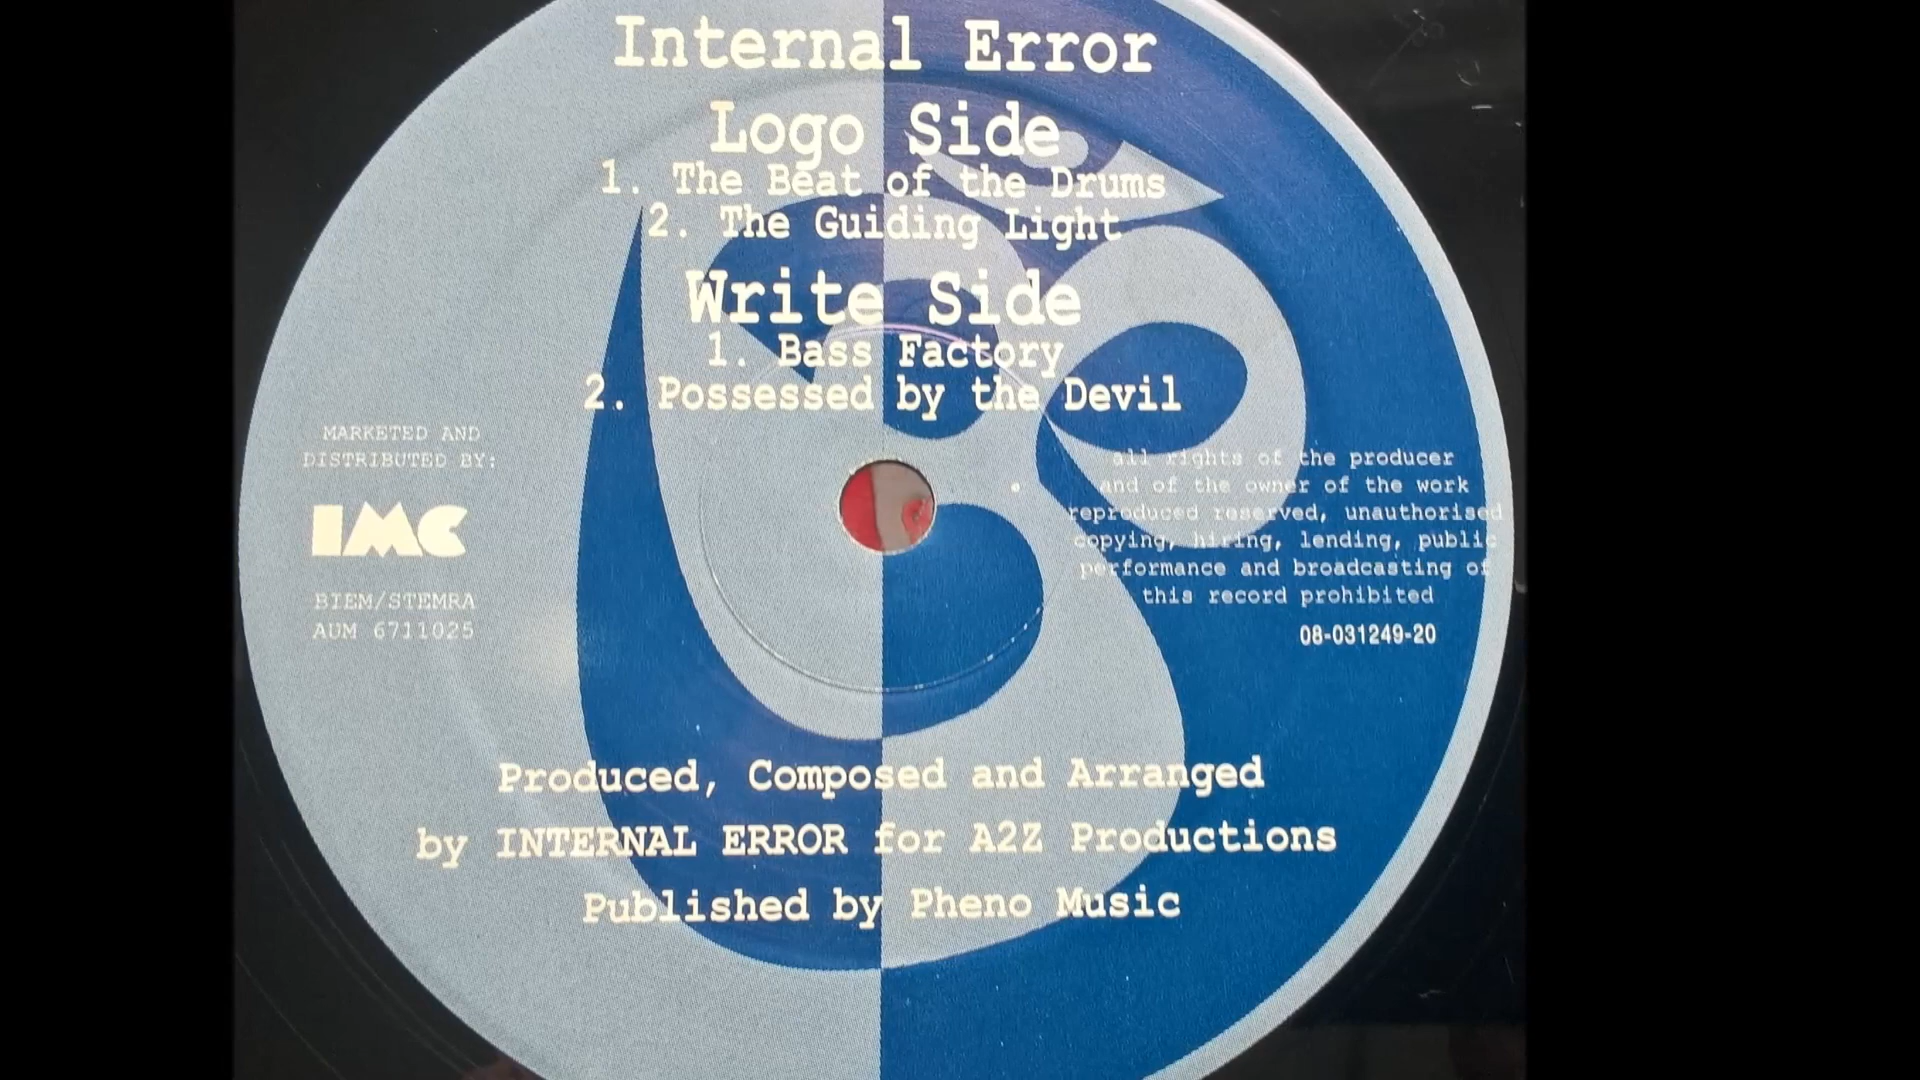 Internal Error
Logo Side
1. The Beat of the Drums
2. The Guiding Light
Write Side
1. Bass Factory
2. Possessed by the Devil
MARKETED AND
DISTRIBUTED BY:
IMC
BIEM/STEMRA
AUM 6711025
all rights of the producer
and of the owner of the work
reproduced reserved, unauthorised
copying, hiring, lending, public
performance and broadcasting of
this record prohibited
08-031249-20
Produced, Composed and Arranged
by INTERNAL ERROR for A2Z Productions
Published by Pheno Music